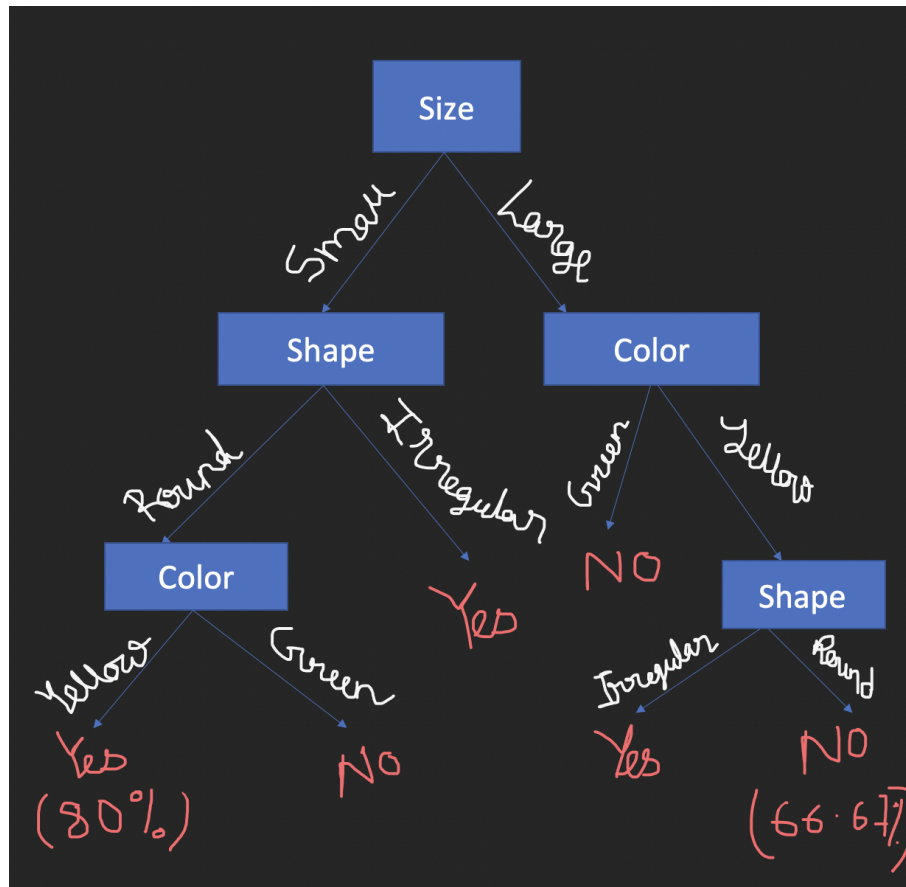 Size
Small
Large
Shape
Color
Round
Irregular
Green
Yellow
Color
Yes
NO
Shape
Yellow
Green
Irregular
Round
Yes
NO
Yes
NO
(80%)
(66.67%)